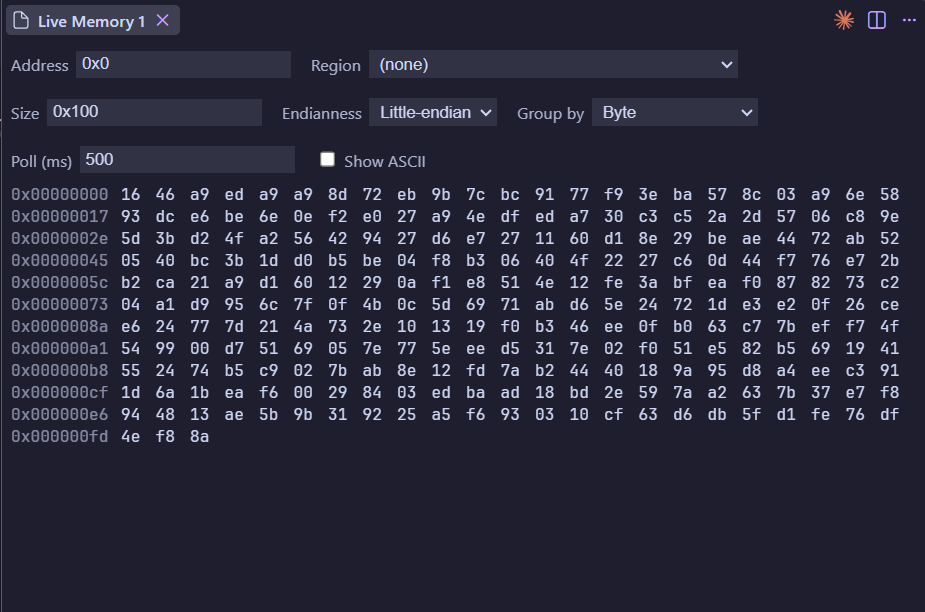 Live Memory 1
Address 0x0 Region (none)
Size 0x100 Endianness Little-endian Group by Byte
Poll (ms) 500 Show ASCII
0x00000000 16 46 a9 ed a9 a9 8d 72 eb 9b 7c bc 91 77 f9 3e ba 57 8c 03 a9 6e 58
0x00000017 93 dc e6 be 6e 0e f2 e0 27 a9 4e df ed a7 30 c3 c5 2a 2d 57 06 c8 9e
0x0000002e 5d 3b d2 4f a2 56 42 94 27 d6 e7 27 11 60 d1 8e 29 be ae 44 72 ab 52
0x00000045 05 40 bc 3b 1d d0 b5 be 04 f8 b3 06 40 4f 22 27 c6 0d 44 f7 76 e7 2b
0x0000005c b2 ca 21 a9 d1 60 12 29 0a f1 e8 51 4e 12 fe 3a bf ea f0 87 82 73 c2
0x00000073 04 a1 d9 95 6c 7f 0f 4b 0c 5d 69 71 ab d6 5e 24 72 1d e3 e2 0f 26 ce
0x0000008a e6 24 77 7d 21 4a 73 2e 10 13 19 f0 b3 46 ee 0f b0 63 c7 7b ef f7 4f
0x000000a1 54 99 00 d7 51 69 05 7e 77 5e ee d5 31 7e 02 f0 51 e5 82 b5 69 19 41
0x000000b8 55 24 74 b5 c9 02 7b ab 8e 12 fd 7a b2 44 40 18 9a 95 d8 a4 ee c3 91
0x000000cf 1d 6a 1b ea f6 00 29 84 03 ed ba ad 18 bd 2e 59 7a a2 63 7b 37 e7 f8
0x000000e6 94 48 13 ae 5b 9b 31 92 25 a5 f6 93 03 10 cf 63 d6 db 5f d1 fe 76 df
0x000000fd 4e f8 8a